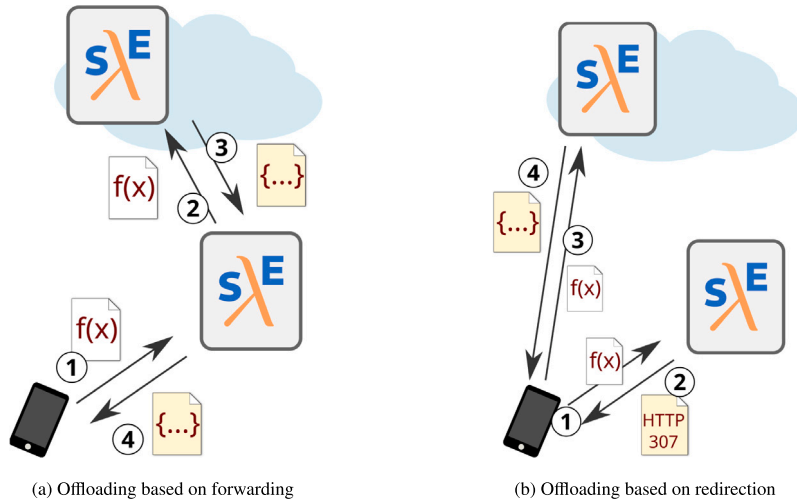 SλE
3
f(x)
{...}
2
SλE
f(x)
1
{...}
4
(a) Offloading based on forwarding
SλE
4
{...}
3
f(x)
SλE
f(x)
1
2
HTTP
307
(b) Offloading based on redirection